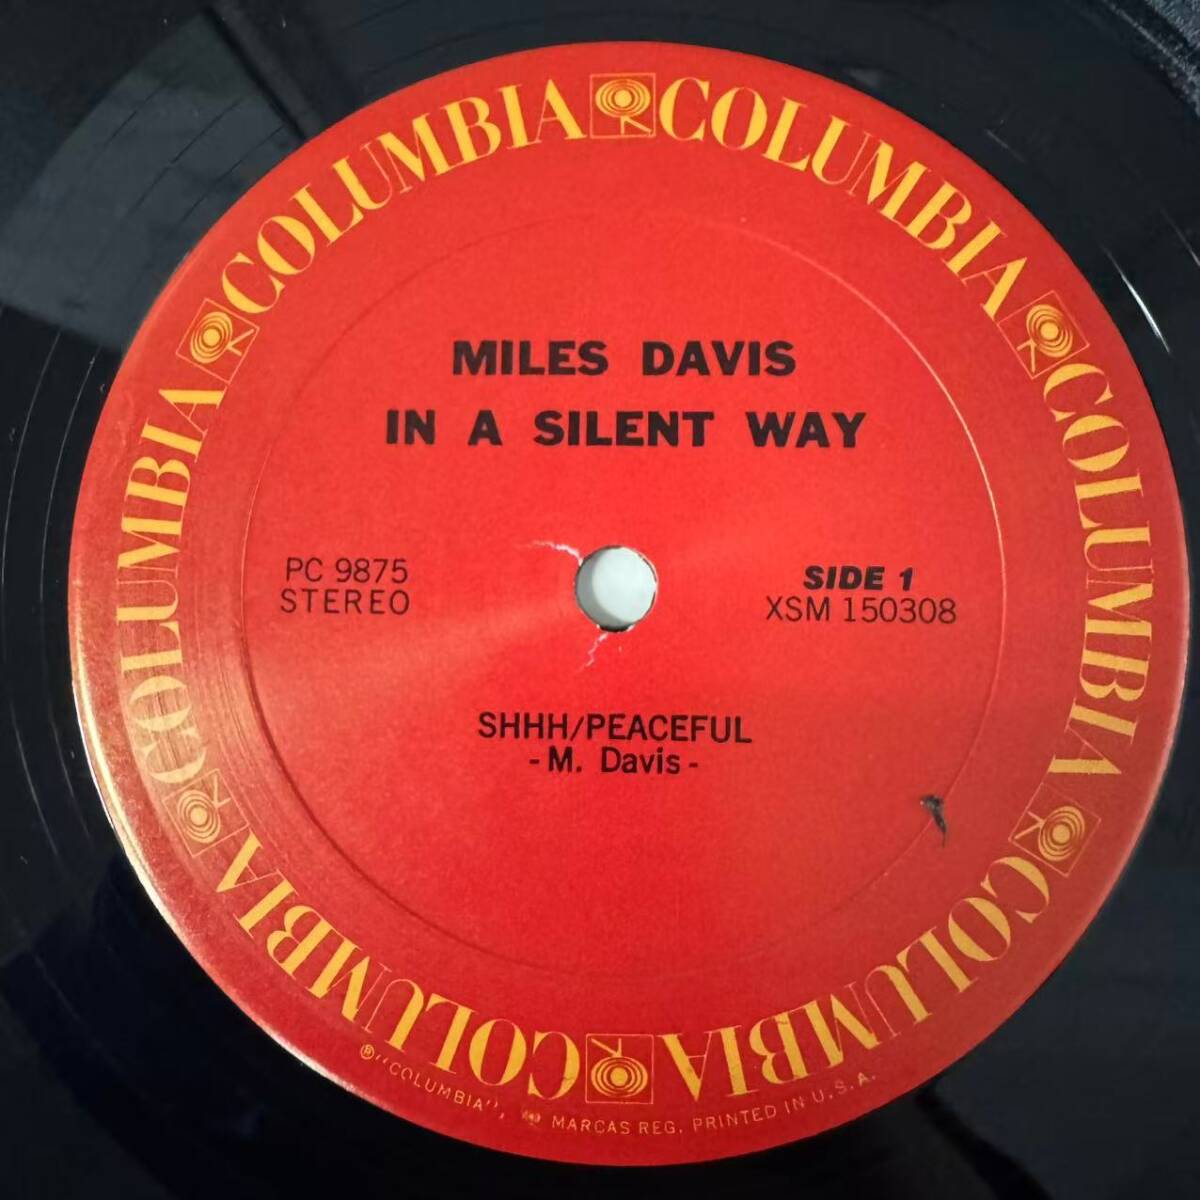 COLUMBIA COLUMBIA COLUMBIA COLUMBIA COLUMBIA COLUMBIA
MILES DAVIS
IN A SILENT WAY
PC 9875
STEREO
SIDE 1
XSM 150308
SHHH/PEACEFUL
- M. Davis -
® "COLUMBIA", MARCAS REG. PRINTED IN U.S.A.